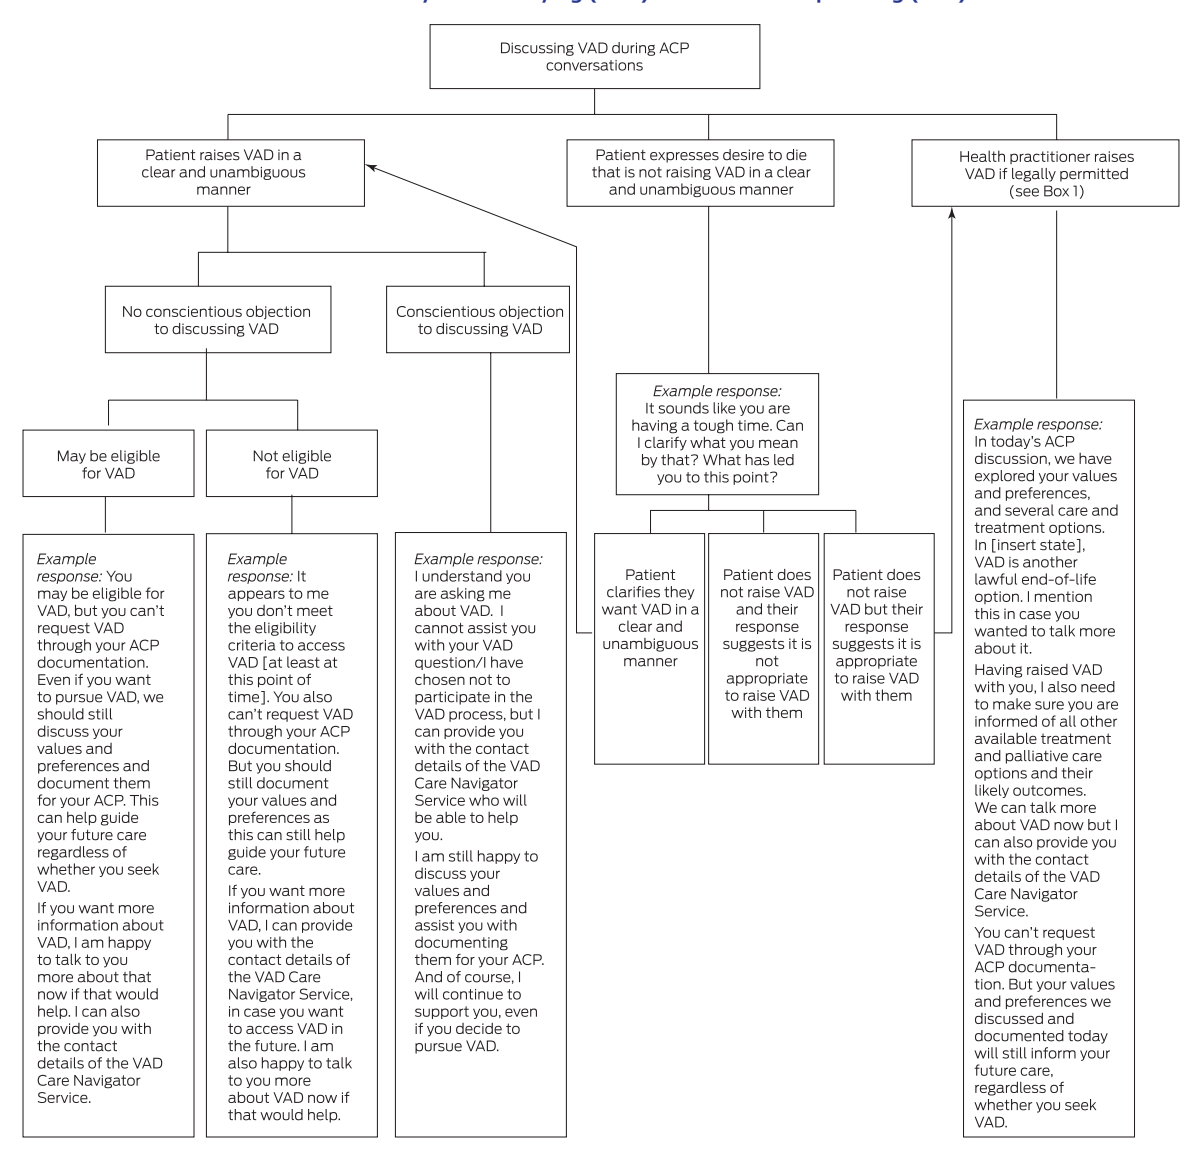 Discussing VAD during ACP
conversations
Patient raises VAD in a
clear and unambiguous
manner
Patient expresses desire to die
that is not raising VAD in a clear
and unambiguous manner
Health practitioner raises
VAD if legally permitted
(see Box 1)
No conscientious objection
to discussing VAD
Conscientious objection
to discussing VAD
May be eligible
for VAD
Not eligible
for VAD
Example response:
It sounds like you are
having a tough time. Can
I clarify what you mean
by that? What has led
you to this point?
Example
response: You
may be eligible for
VAD, but you can't
request VAD
through your ACP
documentation.
Even if you want
to pursue VAD, we
should still
discuss your
values and
preferences and
document them
for your ACP. This
can help guide
your future care
regardless of
whether you seek
VAD.
If you want more
information about
VAD, I am happy
to talk to you
more about that
now if that would
help. I can also
provide you with
the contact
details of the VAD
Care Navigator
Service.
Example
response: It
appears to me
you don't meet
the eligibility
criteria to access
VAD [at least at
this point of
time]. You also
can't request VAD
through your ACP
documentation.
But you should
still document
your values and
preferences as
this can still help
guide your future
care.
If you want more
information about
VAD, I can provide
you with the
contact details of
the VAD Care
Navigator Service,
in case you want
to access VAD in
the future. I am
also happy to talk
to you more
about VAD now if
that would help.
Example response:
I understand you
are asking me
about VAD. I
cannot assist you
with your VAD
question/I have
chosen not to
participate in the
VAD process, but I
can provide you
with the contact
details of the VAD
Care Navigator
Service who will
be able to help
you.
I am still happy to
discuss your
values and
preferences and
assist you with
documenting
them for your ACP.
And of course, I
will continue to
support you, even
if you decide to
pursue VAD.
Patient
clarifies they
want VAD in a
clear and
unambiguous
manner
Patient does
not raise VAD
and their
response
suggests it is
not
appropriate
to raise VAD
with them
Patient does
not raise
VAD but their
response
suggests it is
appropriate
to raise VAD
with them
Example response:
In today's ACP
discussion, we have
explored your values
and preferences,
and several care and
treatment options.
In [insert state],
VAD is another
lawful end-of-life
option. I mention
this in case you
wanted to talk more
about it.
Having raised VAD
with you, I also need
to make sure you are
informed of all other
available treatment
and palliative care
options and their
likely outcomes.
We can talk more
about VAD now but I
can also provide you
with the contact
details of the VAD
Care Navigator
Service.
You can't request
VAD through your
ACP documenta-
tion. But your values
and preferences we
discussed and
documented today
will still inform your
future care,
regardless of
whether you seek
VAD.